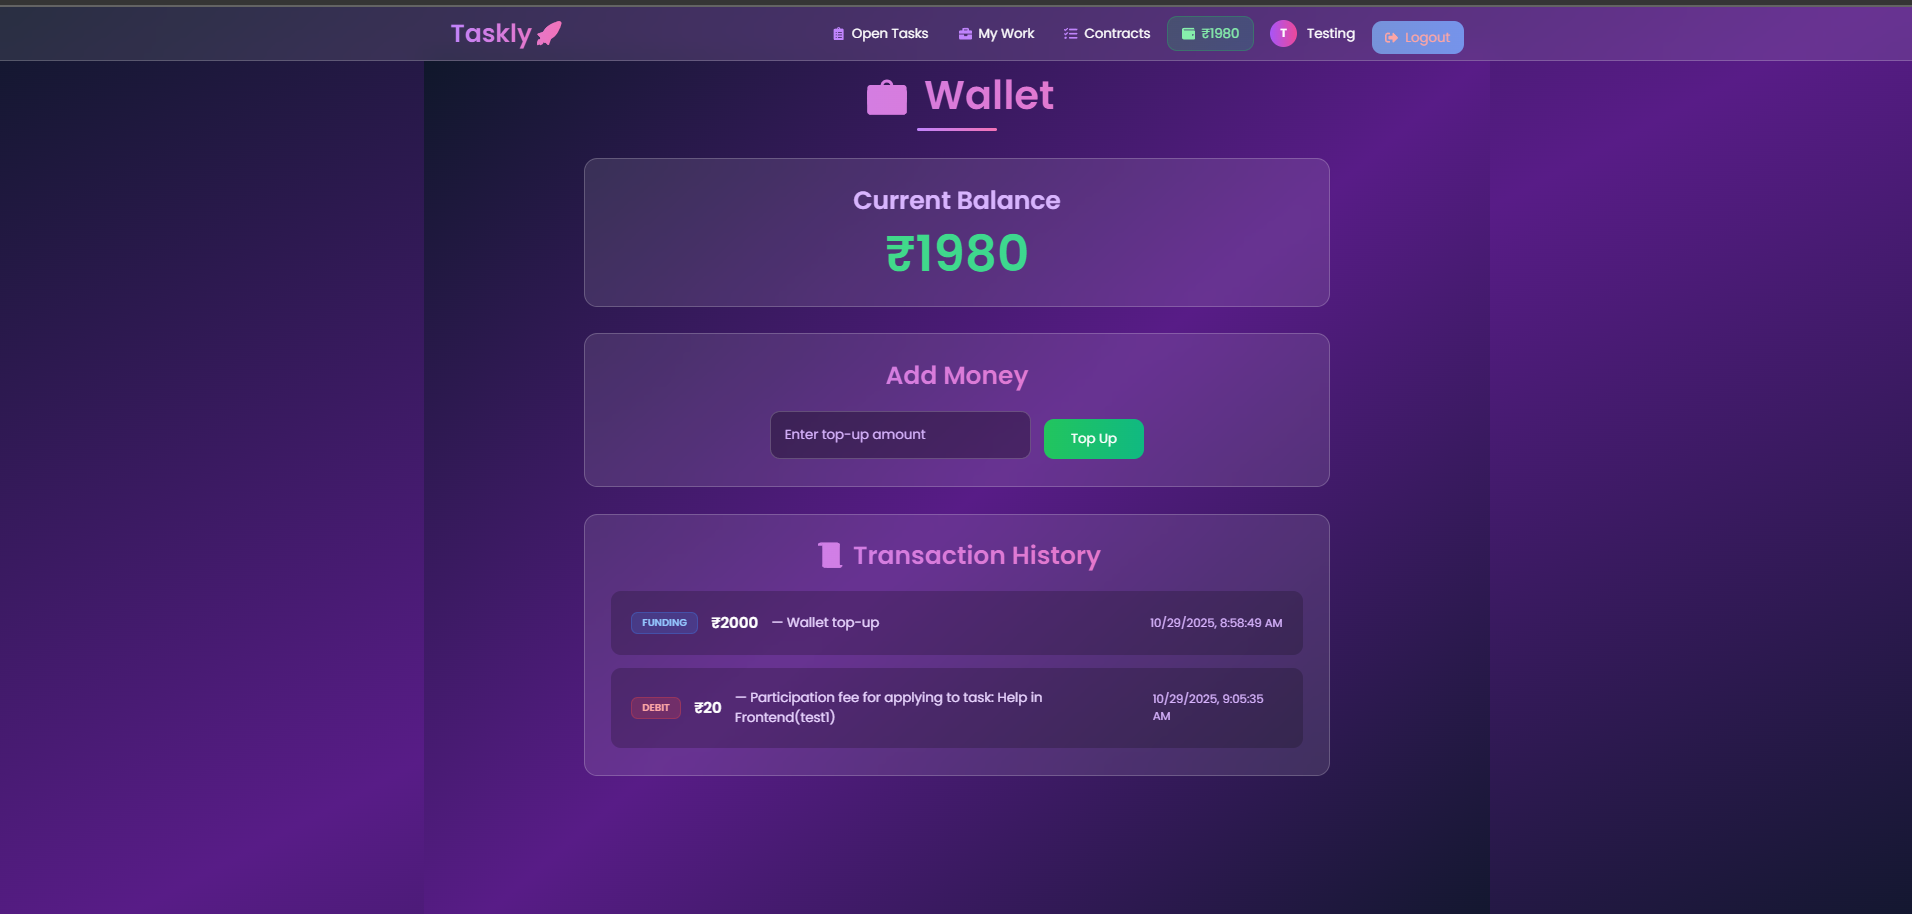 Taskly
Open Tasks
My Work
Contracts
₹1980
T
Testing
Logout
Wallet
Current Balance
₹1980
Add Money
Enter top-up amount
Top Up
Transaction History
FUNDING ₹2000 — Wallet top-up 10/29/2025, 8:58:49 AM
DEBIT ₹20 — Participation fee for applying to task: Help in
Frontend(test1)
10/29/2025, 9:05:35
AM